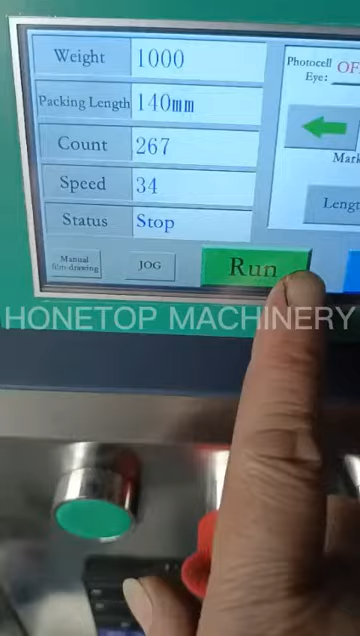 Weight 1000
Photocell
Eye:
Packing Length 140mm
Count 267
Mark
Speed 34
Status Stop
Manual
film drawing
JOG
Run
HONETOP MACHINERY